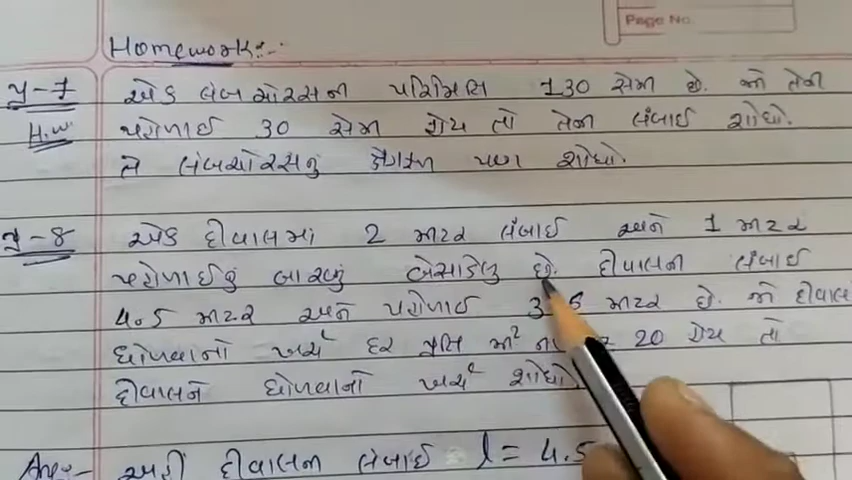 Page No.
Homework:-
પ્ર-7 એક લંબચોરસની પરિમિતિ 130 સેમી છે. જો તેની
H.W પહોળાઈ 30 સેમી હોય તો તેની લંબાઈ શોધો.
તે લંબચોરસનું ક્ષેત્રફળ પણ શોધો.
પ્ર-8 એક દીવાલમાં 2 મીટર લંબાઈ અને 1 મીટર
પહોળાઈનું બારણું બેસાડેલુ છે. દીવાલની લંબાઈ
4.5 મીટર અને પહોળાઈ 3.6 મીટર છે. જો દીવાલ
ધોળવાનો ખર્ચ દર પ્રતિ મી² 20 હોય તો
દીવાલને ધોળવાનો ખર્ચ શોધો
Ans:- અહીં દીવાલની લંબાઈ l = 4.5